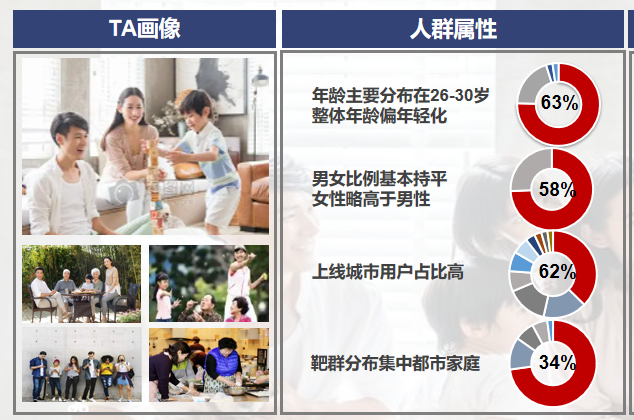 TA画像
人群属性
年龄主要分布在26-30岁
整体年龄偏年轻化
63%
男女比例基本持平
女性略高于男性
58%
上线城市用户占比高
62%
靶群分布集中都市家庭
34%